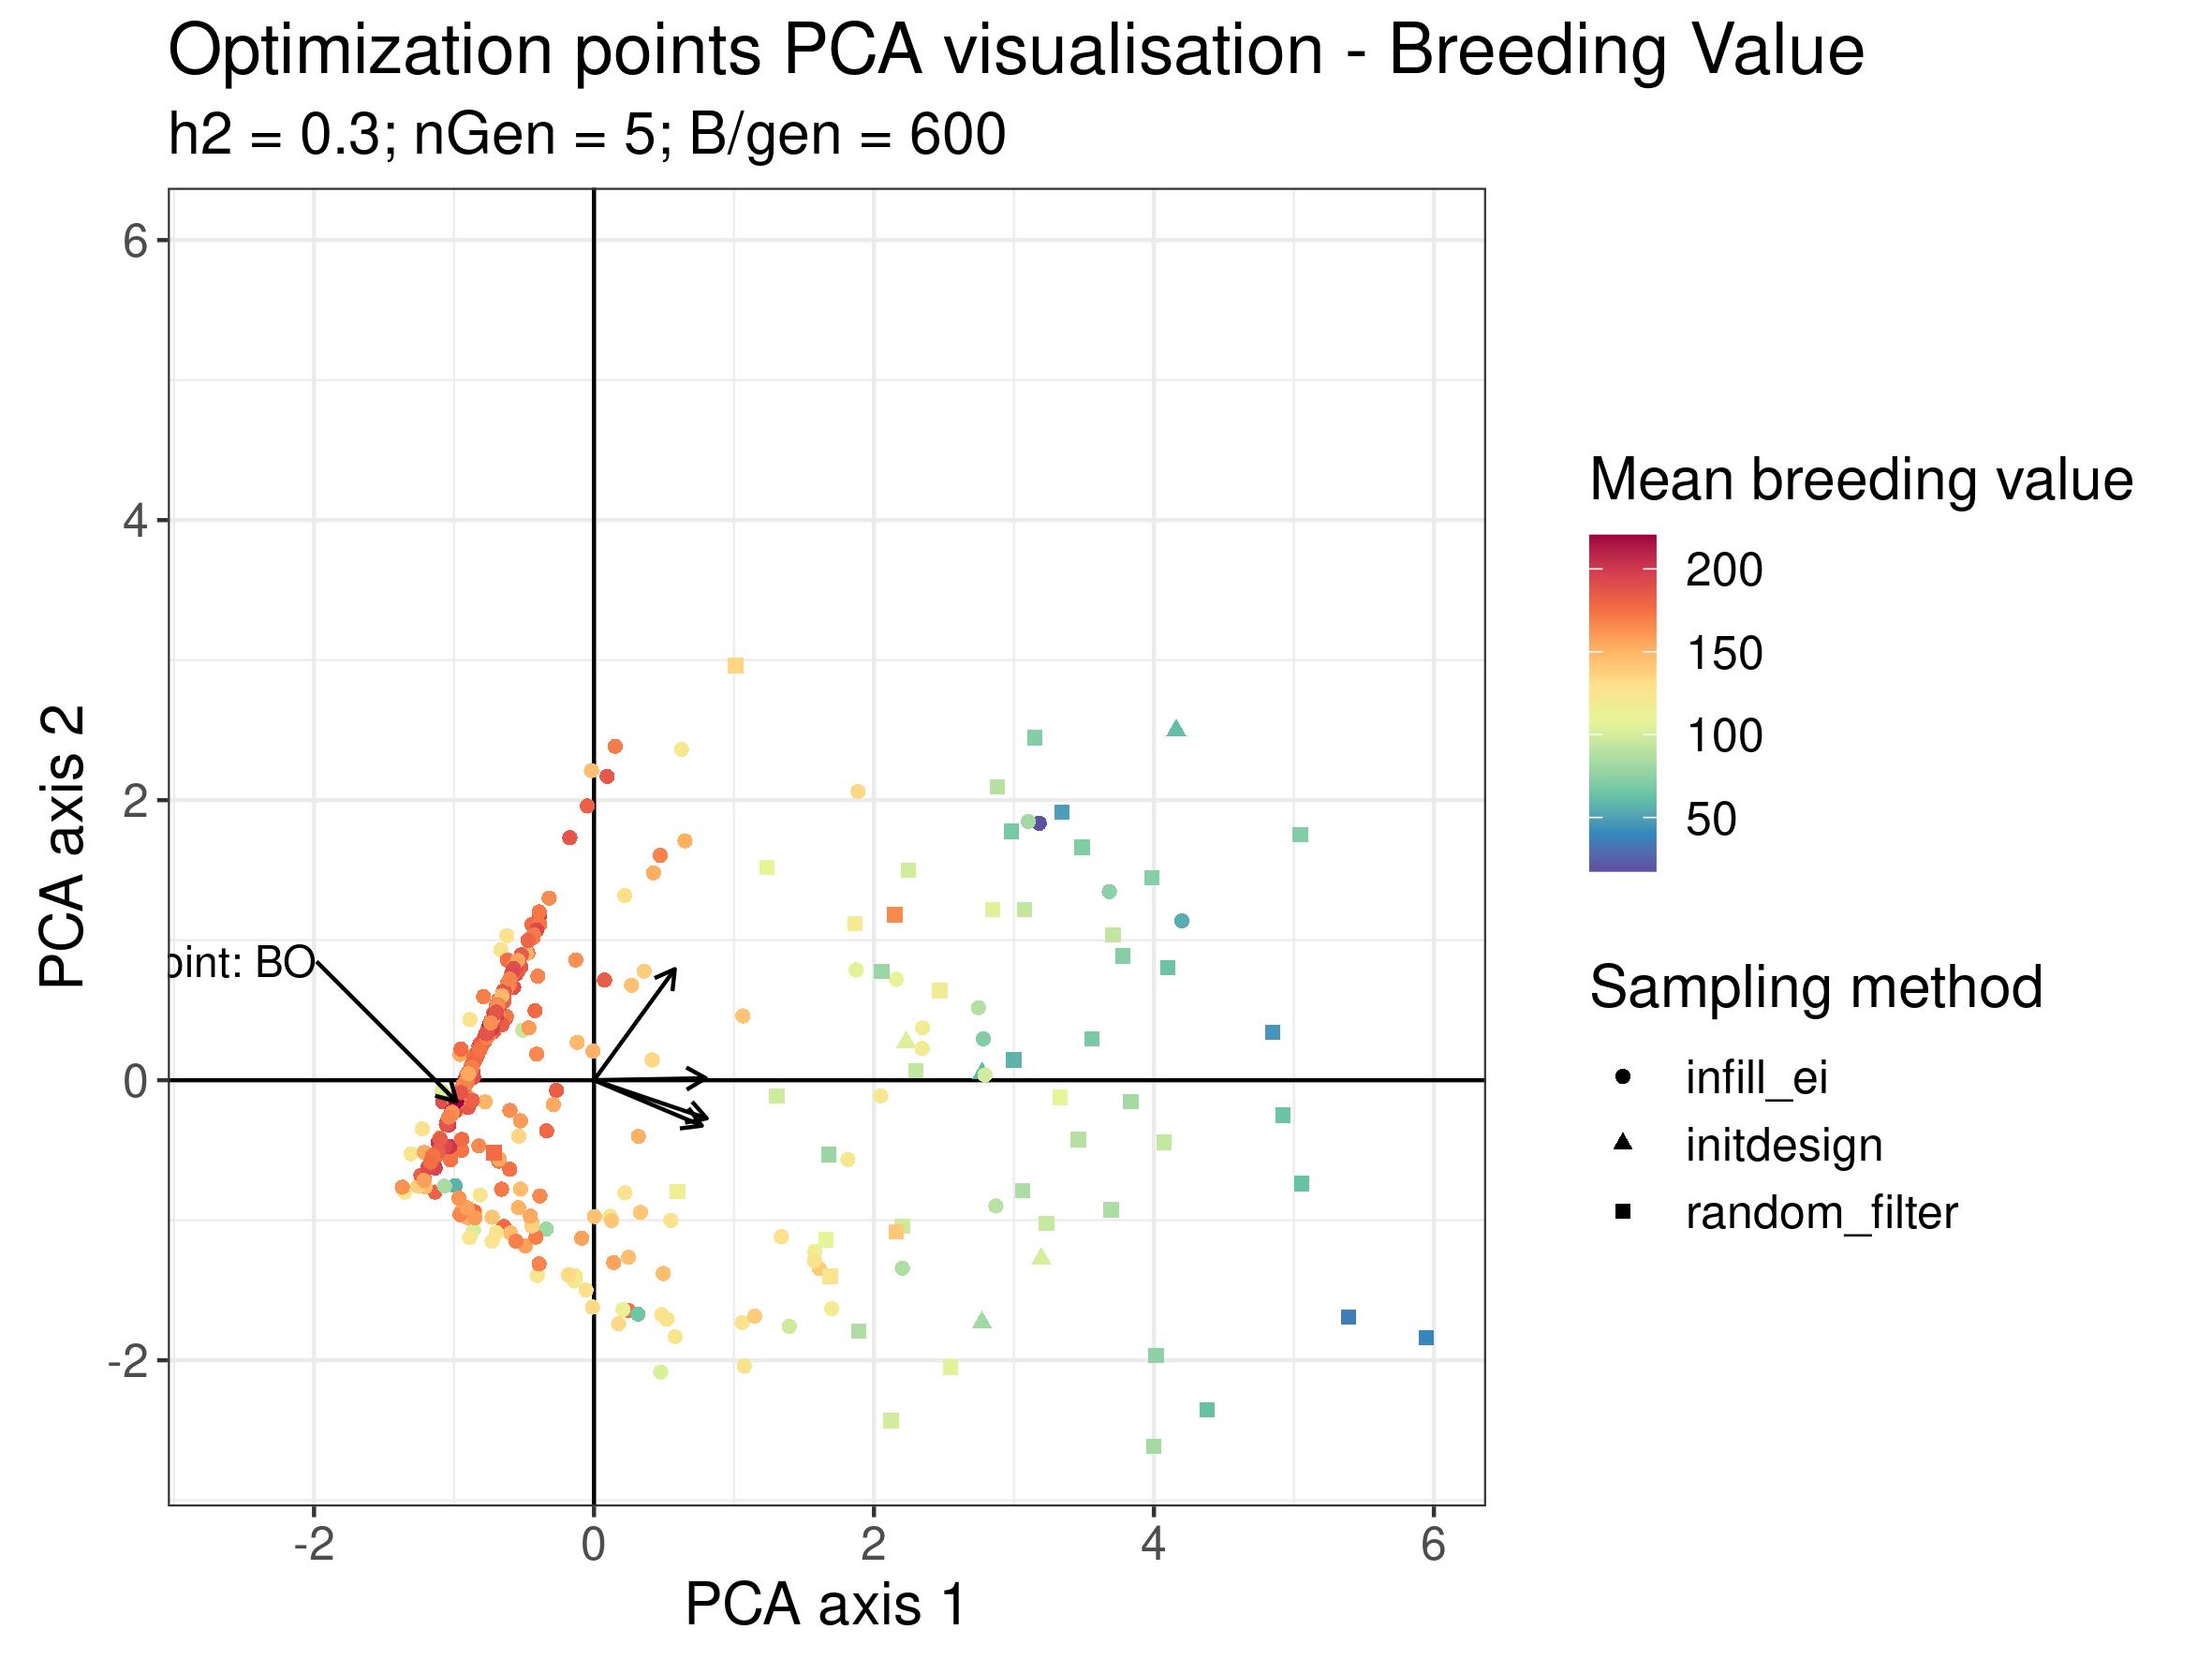 Optimization points PCA visualisation - Breeding Value
h2 = 0.3; nGen = 5; B/gen = 600
6
4
2
0
-2
PCA axis 2
BO
-2
0
2
4
6
PCA axis 1
Mean breeding value
200
150
100
50
Sampling method
infill_ei
initdesign
random_filter